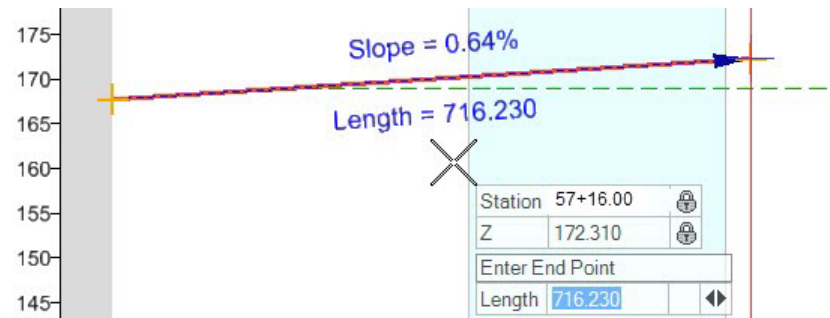 175
Slope = 0.64%
170
Length = 716.230
165
160
Station 57+16.00
155
Z 172.310
150
Enter End Point
145
Length 716.230